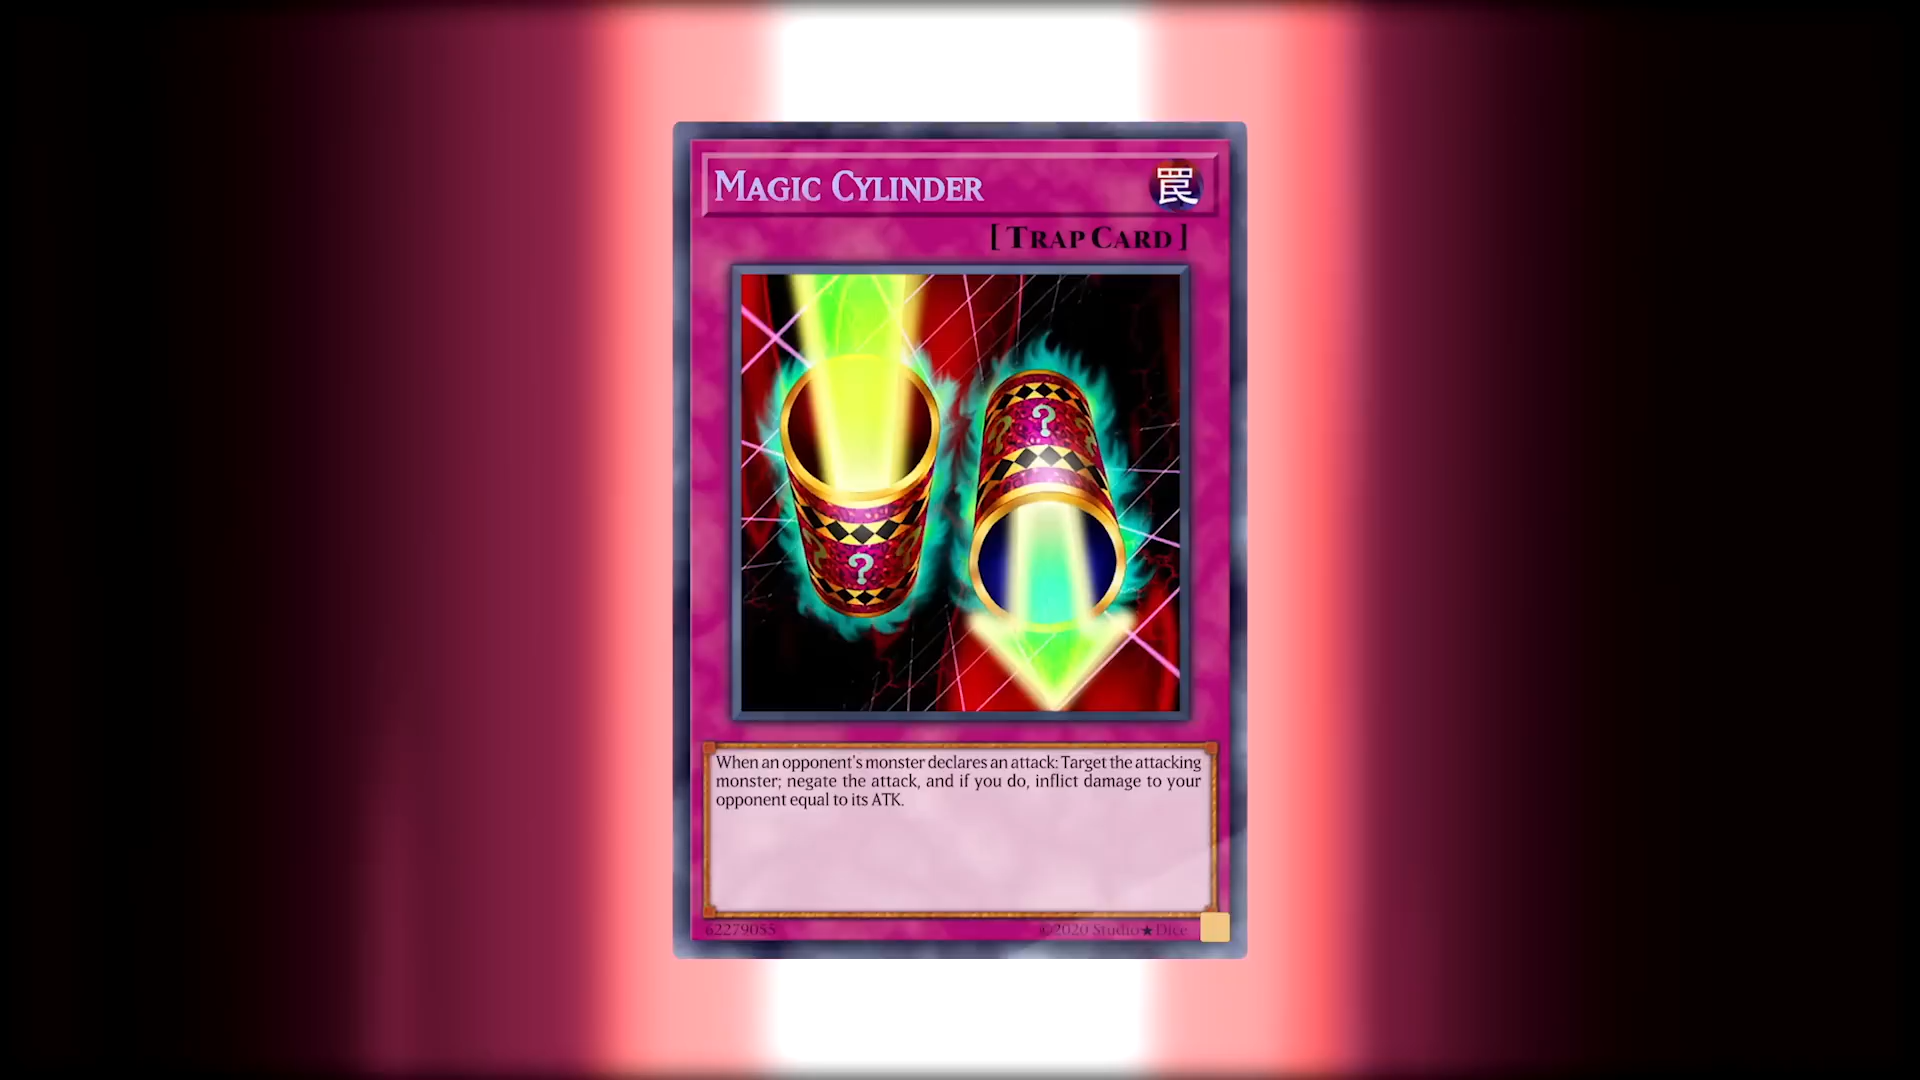 MAGIC CYLINDER
罠
[ TRAP CARD ]
?
?
When an opponent's monster declares an attack: Target the attacking
monster; negate the attack, and if you do, inflict damage to your
opponent equal to its ATK.
62279055
©2020 Studio★Dice